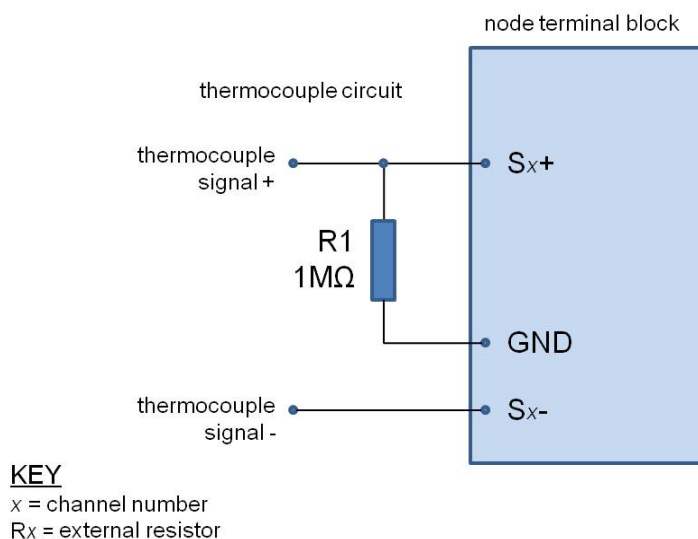 node terminal block
thermocouple circuit
thermocouple
signal +
Sx+
R1
1MΩ
GND
thermocouple
signal -
Sx-
KEY
x = channel number
Rx = external resistor